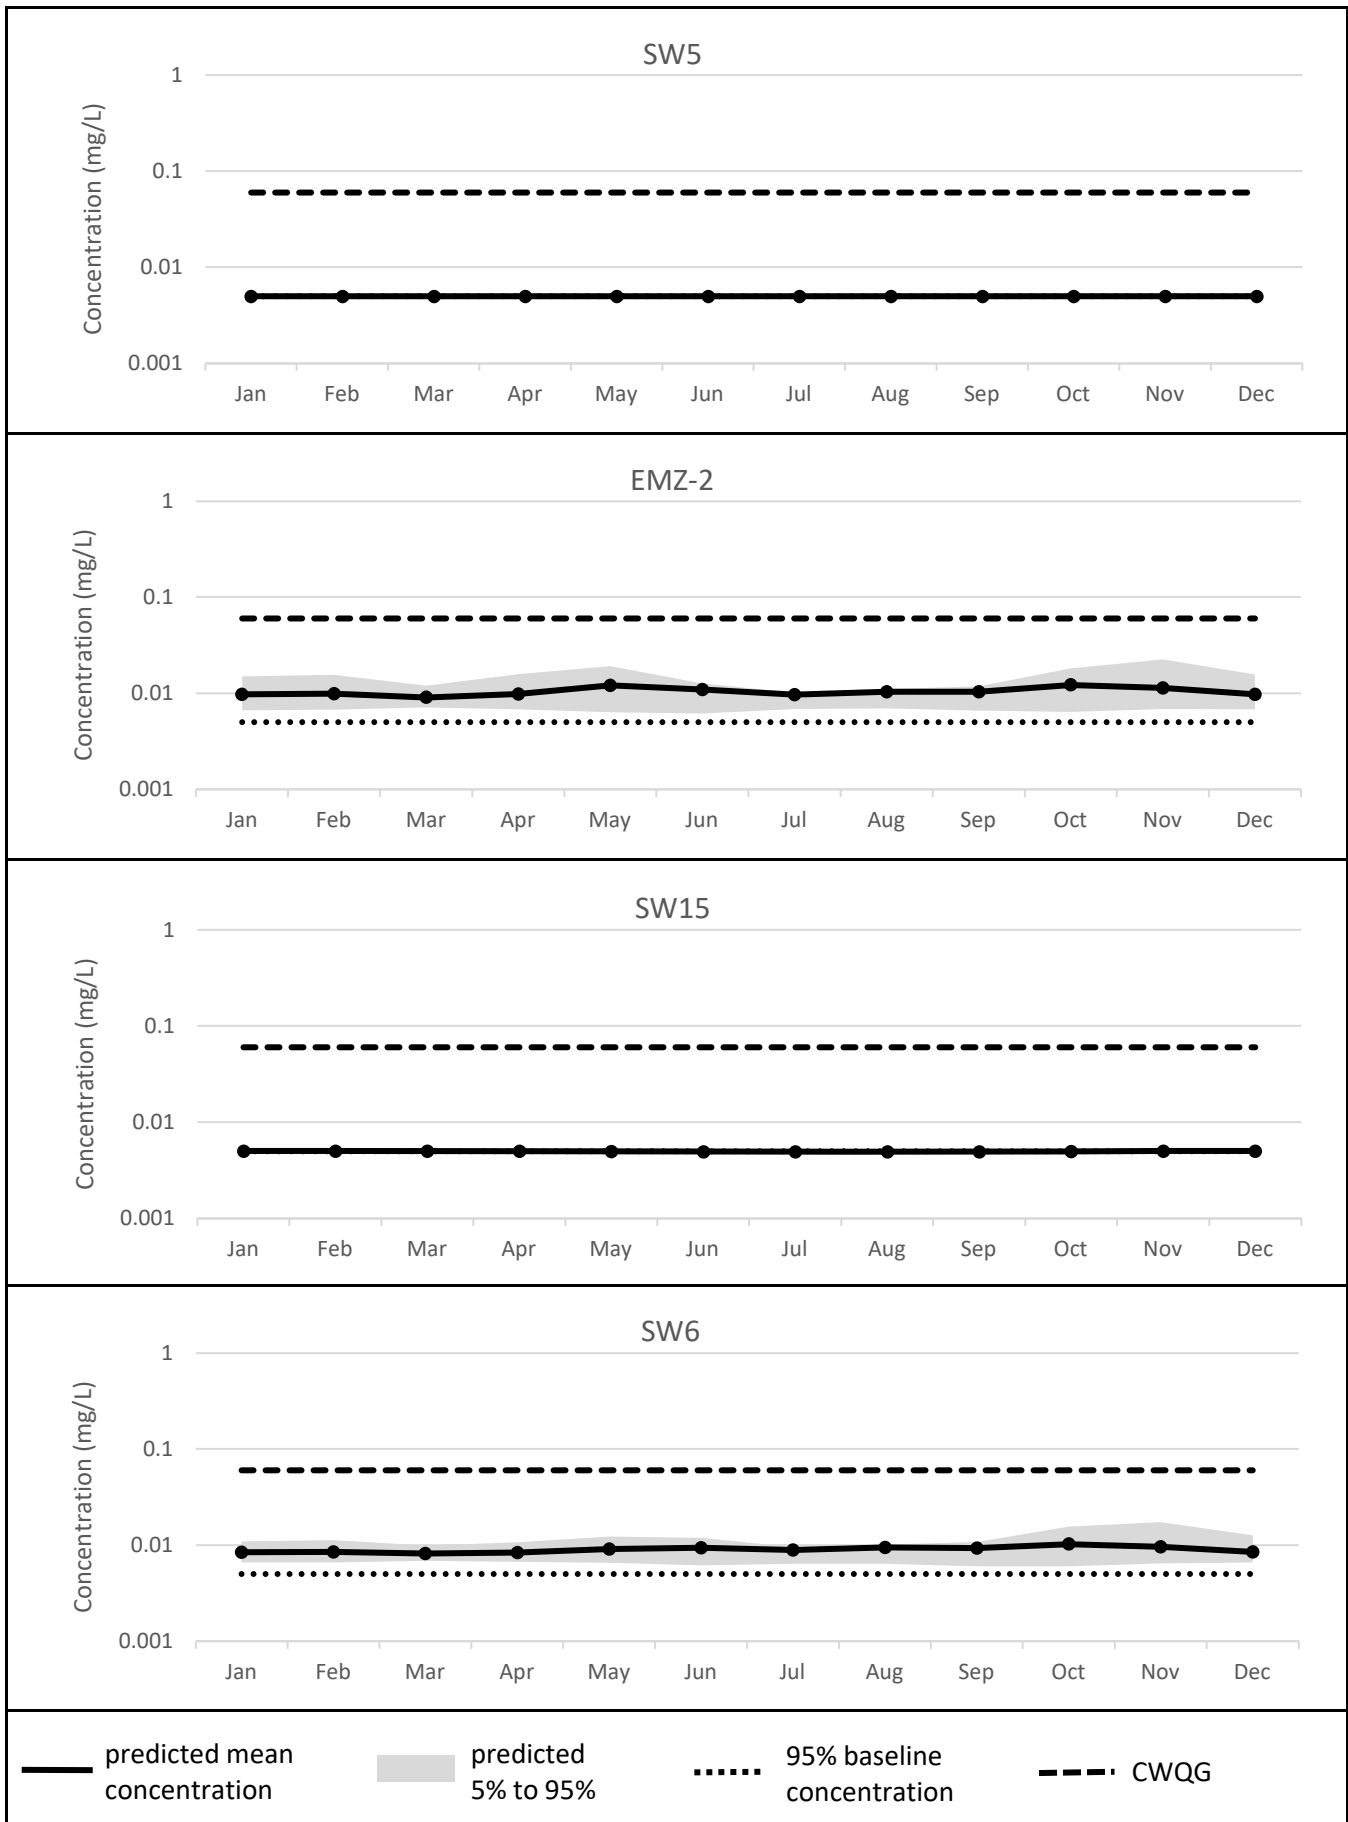 SW5
Concentration (mg/L)
1
0.1
0.01
0.001
Jan Feb Mar Apr May Jun Jul Aug Sep Oct Nov Dec
EMZ-2
Concentration (mg/L)
1
0.1
0.01
0.001
Jan Feb Mar Apr May Jun Jul Aug Sep Oct Nov Dec
SW15
Concentration (mg/L)
1
0.1
0.01
0.001
Jan Feb Mar Apr May Jun Jul Aug Sep Oct Nov Dec
SW6
Concentration (mg/L)
1
0.1
0.01
0.001
Jan Feb Mar Apr May Jun Jul Aug Sep Oct Nov Dec
predicted mean
concentration
predicted
5% to 95%
95% baseline
concentration
CWQG